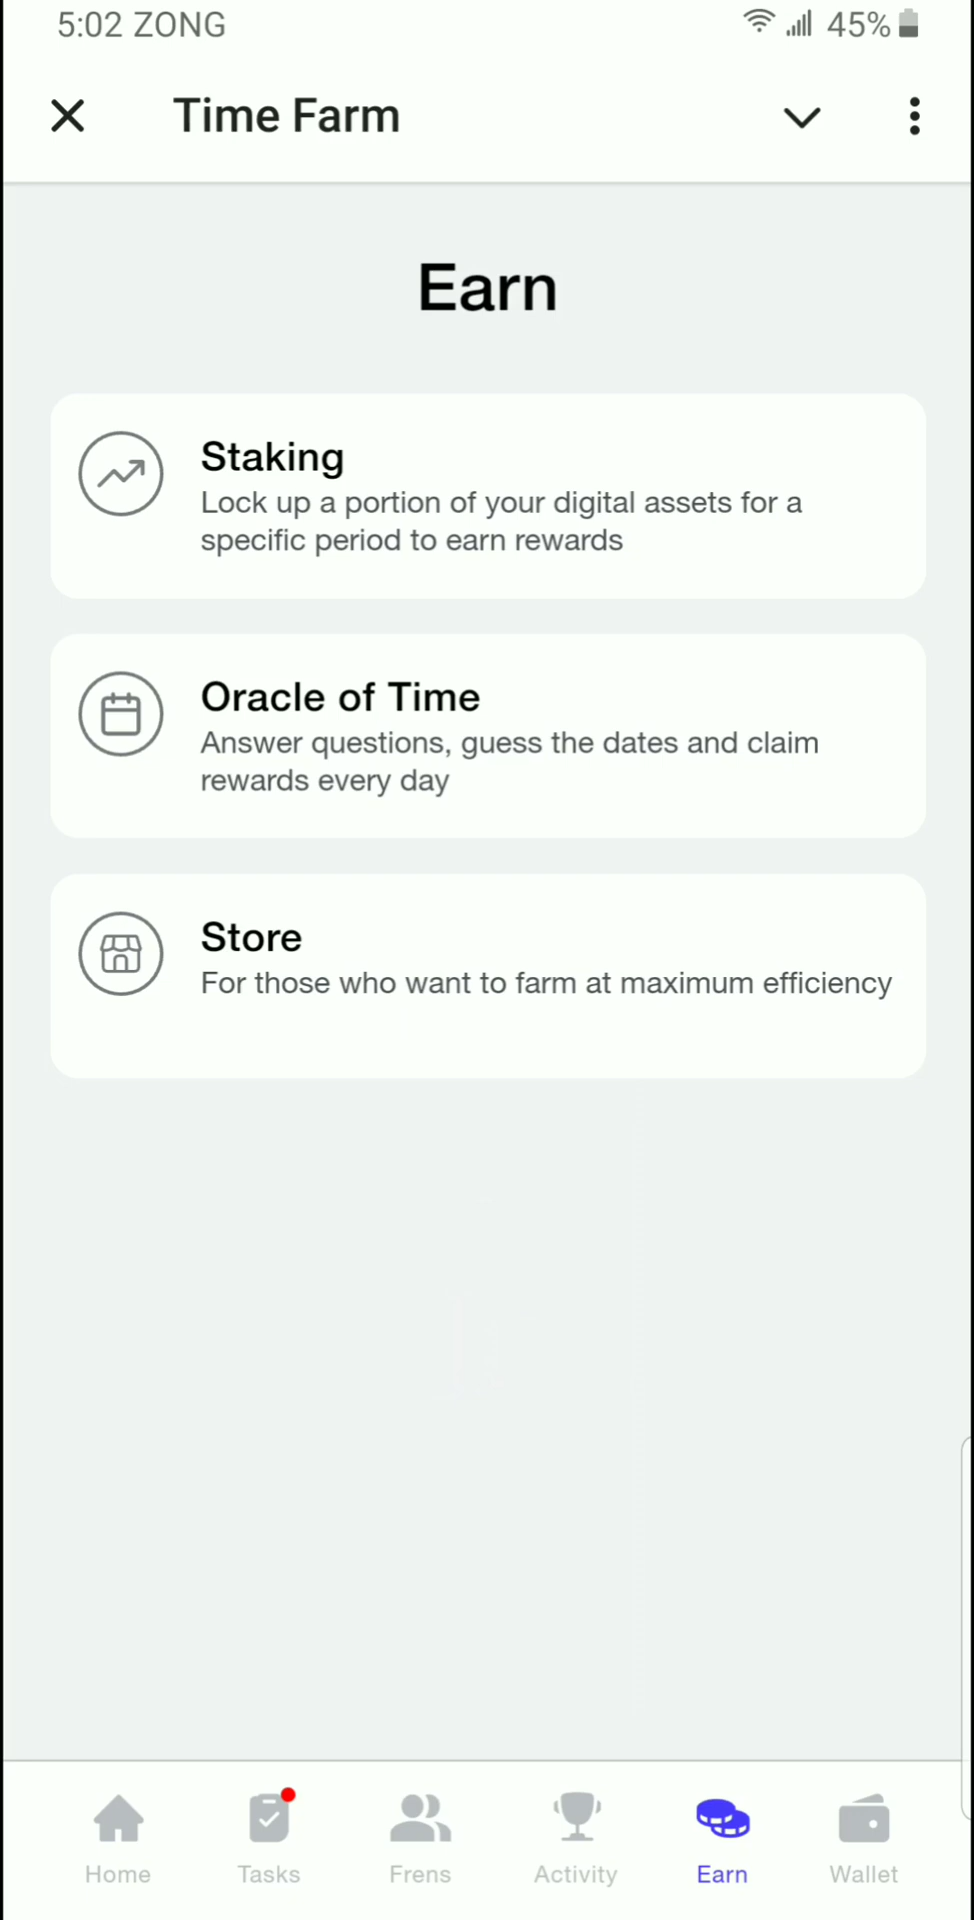 5:02 ZONG 45%
Time Farm
Earn
Staking
Lock up a portion of your digital assets for a
specific period to earn rewards
Oracle of Time
Answer questions, guess the dates and claim
rewards every day
Store
For those who want to farm at maximum efficiency
Home Tasks Frens Activity Earn Wallet